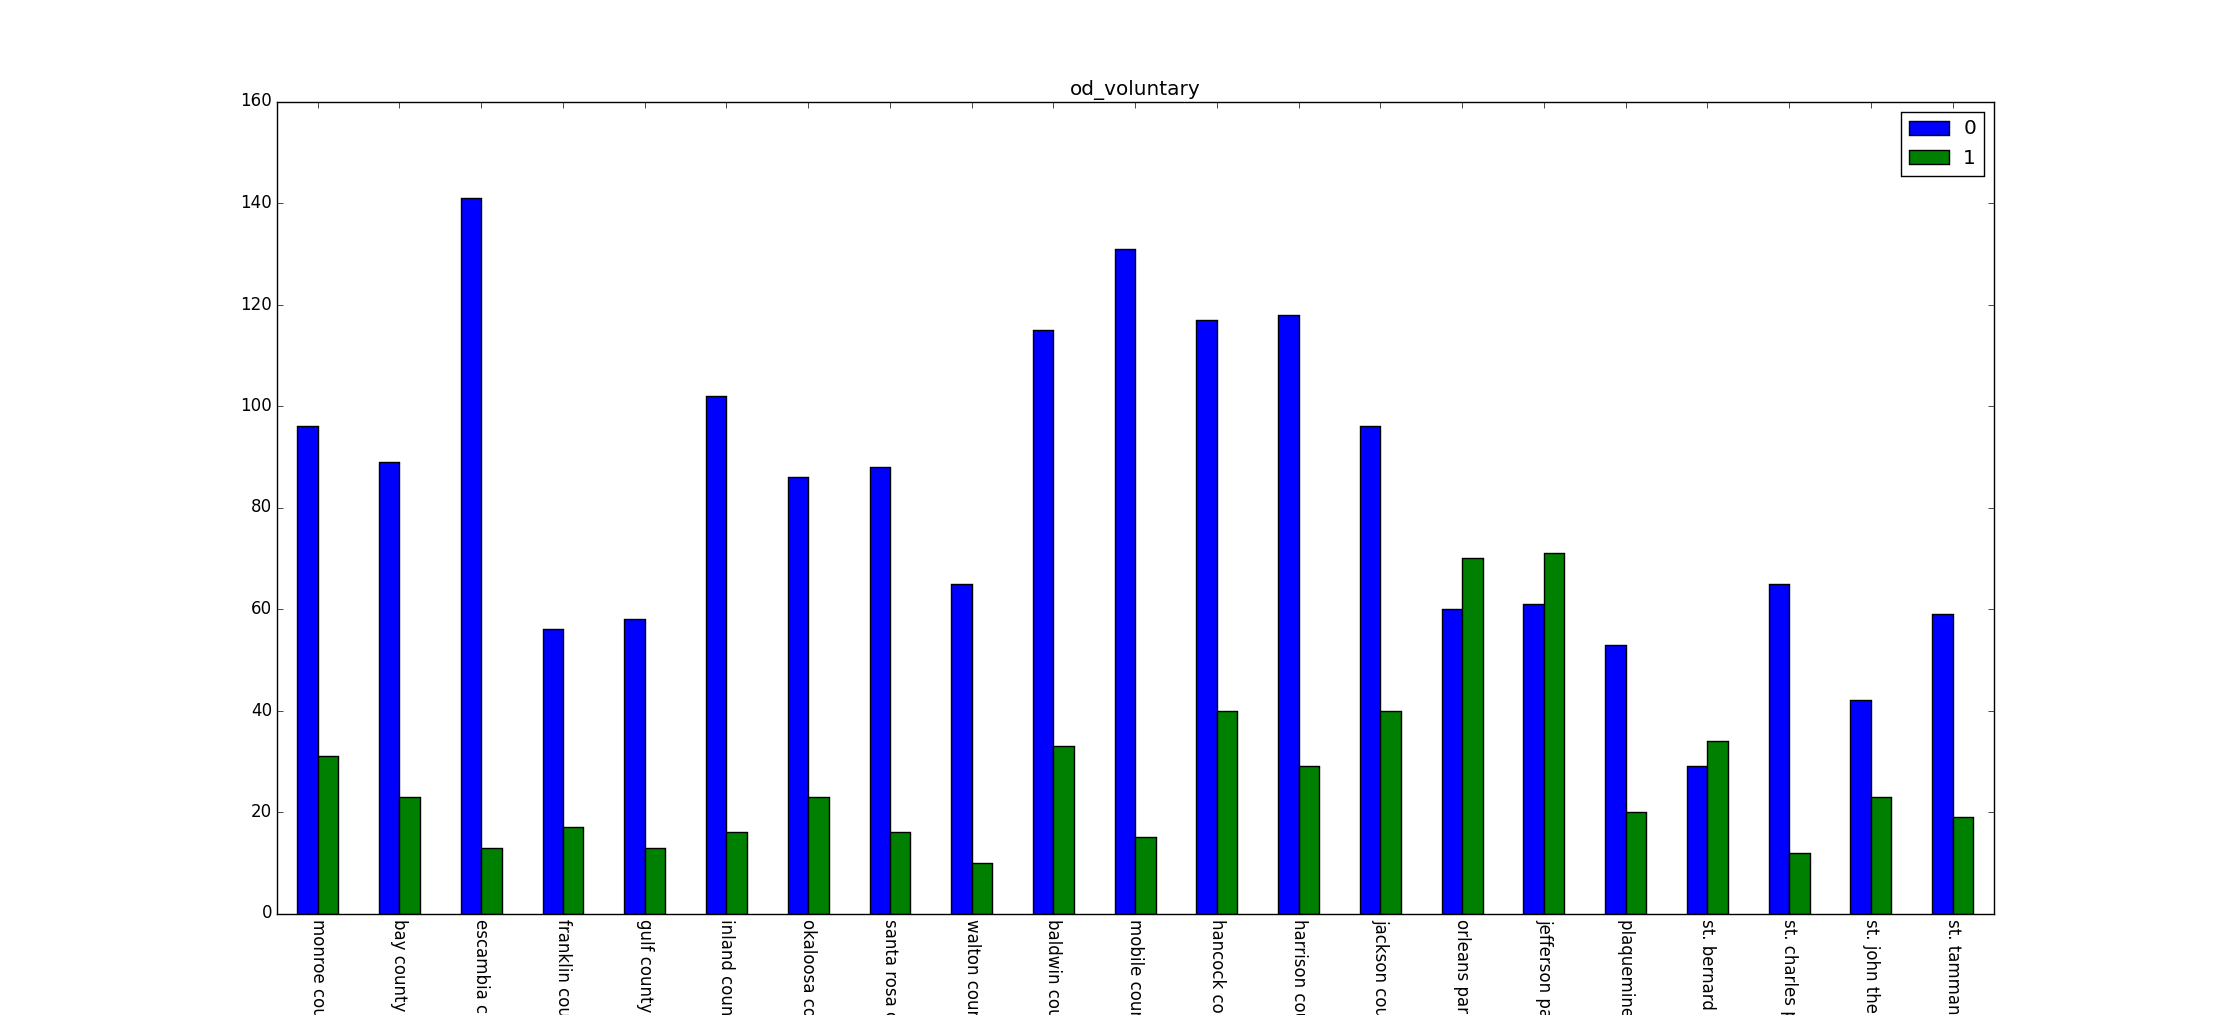 od_voluntary
160
140
120
100
80
60
40
20
0
0
1
monroe cou
bay county
escambia c
franklin cou
gulf county
inland coun
okaloosa co
santa rosa
walton coun
baldwin cou
mobile coun
hancock co
harrison cou
jackson cou
orleans par
jefferson pa
plaquemine
st. bernard
st. charles p
st. john the
st. tamman